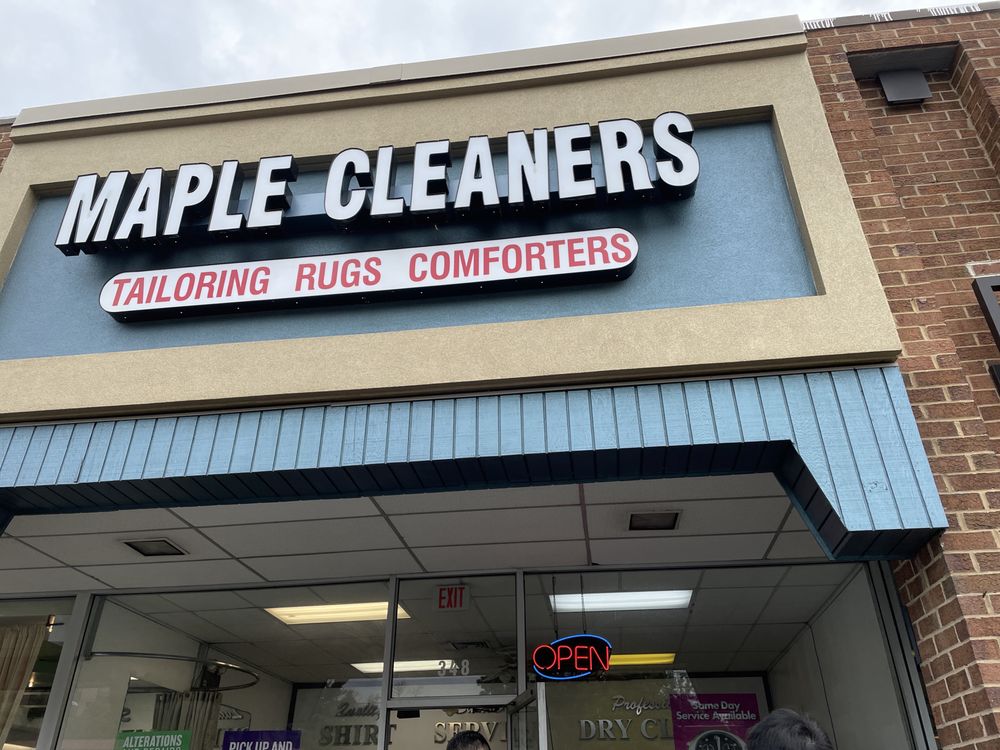 MAPLE CLEANERS
TAILORING RUGS COMFORTERS
EXIT
OPEN
348
Same Day
Service Available
SHIRT SERVI
DRY CL
ALTERATIONS
PICK UP AND